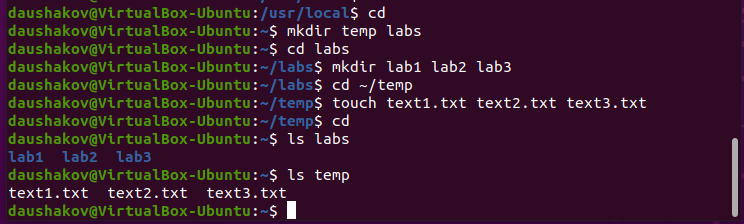 daushakov@VirtualBox-Ubuntu:/usr/local$ cd
daushakov@VirtualBox-Ubuntu:~$ mkdir temp labs
daushakov@VirtualBox-Ubuntu:~$ cd labs
daushakov@VirtualBox-Ubuntu:~/labs$ mkdir lab1 lab2 lab3
daushakov@VirtualBox-Ubuntu:~/labs$ cd ~/temp
daushakov@VirtualBox-Ubuntu:~/temp$ touch text1.txt text2.txt text3.txt
daushakov@VirtualBox-Ubuntu:~/temp$ cd
daushakov@VirtualBox-Ubuntu:~$ ls labs
lab1  lab2  lab3
daushakov@VirtualBox-Ubuntu:~$ ls temp
text1.txt  text2.txt  text3.txt
daushakov@VirtualBox-Ubuntu:~$